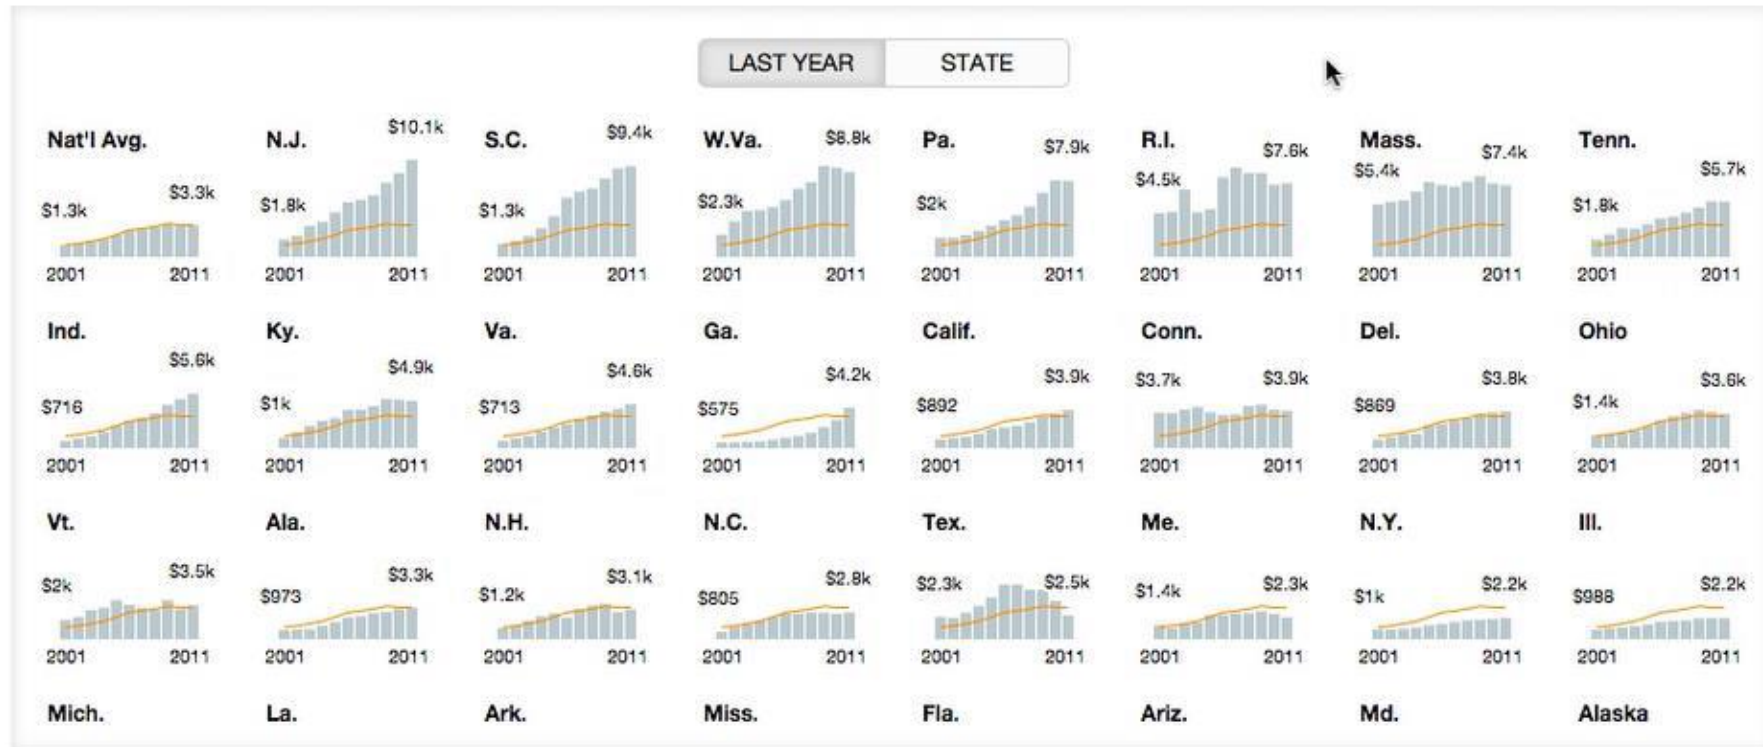 LAST YEAR STATE
Nat'l Avg. N.J. S.C. W.Va. Pa. R.I. Mass. Tenn.
$1.3k $3.3k $1.8k $10.1k $1.3k $9.4k $2.3k $8.8k $2k $7.9k $4.5k $7.6k $5.4k $7.4k $1.8k $5.7k
2001 2011 2001 2011 2001 2011 2001 2011 2001 2011 2001 2011 2001 2011 2001 2011
Ind. Ky. Va. Ga. Calif. Conn. Del. Ohio
$716 $5.6k $1k $4.9k $713 $4.6k $575 $4.2k $892 $3.9k $3.7k $3.9k $869 $3.8k $1.4k $3.6k
2001 2011 2001 2011 2001 2011 2001 2011 2001 2011 2001 2011 2001 2011 2001 2011
Vt. Ala. N.H. N.C. Tex. Me. N.Y. Ill.
$2k $3.5k $973 $3.3k $1.2k $3.1k $805 $2.8k $2.3k $2.5k $1.4k $2.3k $1k $2.2k $988 $2.2k
2001 2011 2001 2011 2001 2011 2001 2011 2001 2011 2001 2011 2001 2011 2001 2011
Mich. La. Ark. Miss. Fla. Ariz. Md. Alaska